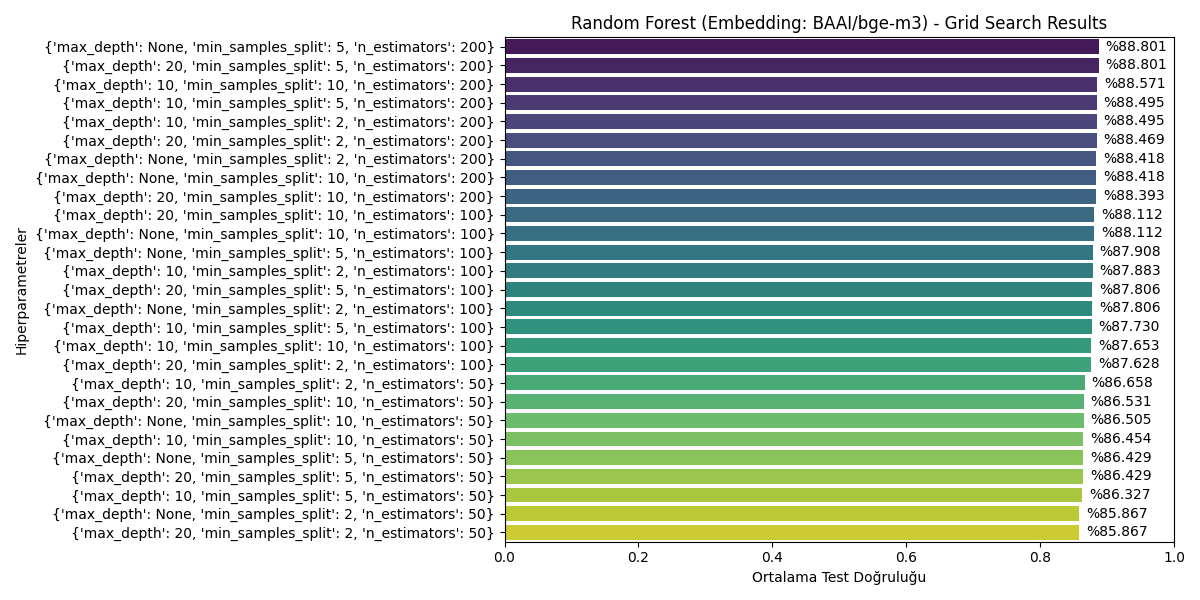 Random Forest (Embedding: BAAI/bge-m3) - Grid Search Results
Hiperparametreler
{'max_depth': None, 'min_samples_split': 5, 'n_estimators': 200} %88.801
{'max_depth': 20, 'min_samples_split': 5, 'n_estimators': 200} %88.801
{'max_depth': 10, 'min_samples_split': 10, 'n_estimators': 200} %88.571
{'max_depth': 10, 'min_samples_split': 5, 'n_estimators': 200} %88.495
{'max_depth': 10, 'min_samples_split': 2, 'n_estimators': 200} %88.495
{'max_depth': 20, 'min_samples_split': 2, 'n_estimators': 200} %88.469
{'max_depth': None, 'min_samples_split': 2, 'n_estimators': 200} %88.418
{'max_depth': None, 'min_samples_split': 10, 'n_estimators': 200} %88.418
{'max_depth': 20, 'min_samples_split': 10, 'n_estimators': 200} %88.393
{'max_depth': 20, 'min_samples_split': 10, 'n_estimators': 100} %88.112
{'max_depth': None, 'min_samples_split': 10, 'n_estimators': 100} %88.112
{'max_depth': None, 'min_samples_split': 5, 'n_estimators': 100} %87.908
{'max_depth': 10, 'min_samples_split': 2, 'n_estimators': 100} %87.883
{'max_depth': 20, 'min_samples_split': 5, 'n_estimators': 100} %87.806
{'max_depth': None, 'min_samples_split': 2, 'n_estimators': 100} %87.806
{'max_depth': 10, 'min_samples_split': 5, 'n_estimators': 100} %87.730
{'max_depth': 10, 'min_samples_split': 10, 'n_estimators': 100} %87.653
{'max_depth': 20, 'min_samples_split': 2, 'n_estimators': 100} %87.628
{'max_depth': 10, 'min_samples_split': 2, 'n_estimators': 50} %86.658
{'max_depth': 20, 'min_samples_split': 10, 'n_estimators': 50} %86.531
{'max_depth': None, 'min_samples_split': 10, 'n_estimators': 50} %86.505
{'max_depth': 10, 'min_samples_split': 10, 'n_estimators': 50} %86.454
{'max_depth': None, 'min_samples_split': 5, 'n_estimators': 50} %86.429
{'max_depth': 20, 'min_samples_split': 5, 'n_estimators': 50} %86.429
{'max_depth': 10, 'min_samples_split': 5, 'n_estimators': 50} %86.327
{'max_depth': None, 'min_samples_split': 2, 'n_estimators': 50} %85.867
{'max_depth': 20, 'min_samples_split': 2, 'n_estimators': 50} %85.867
0.0 0.2 0.4 0.6 0.8 1.0
Ortalama Test Doğruluğu